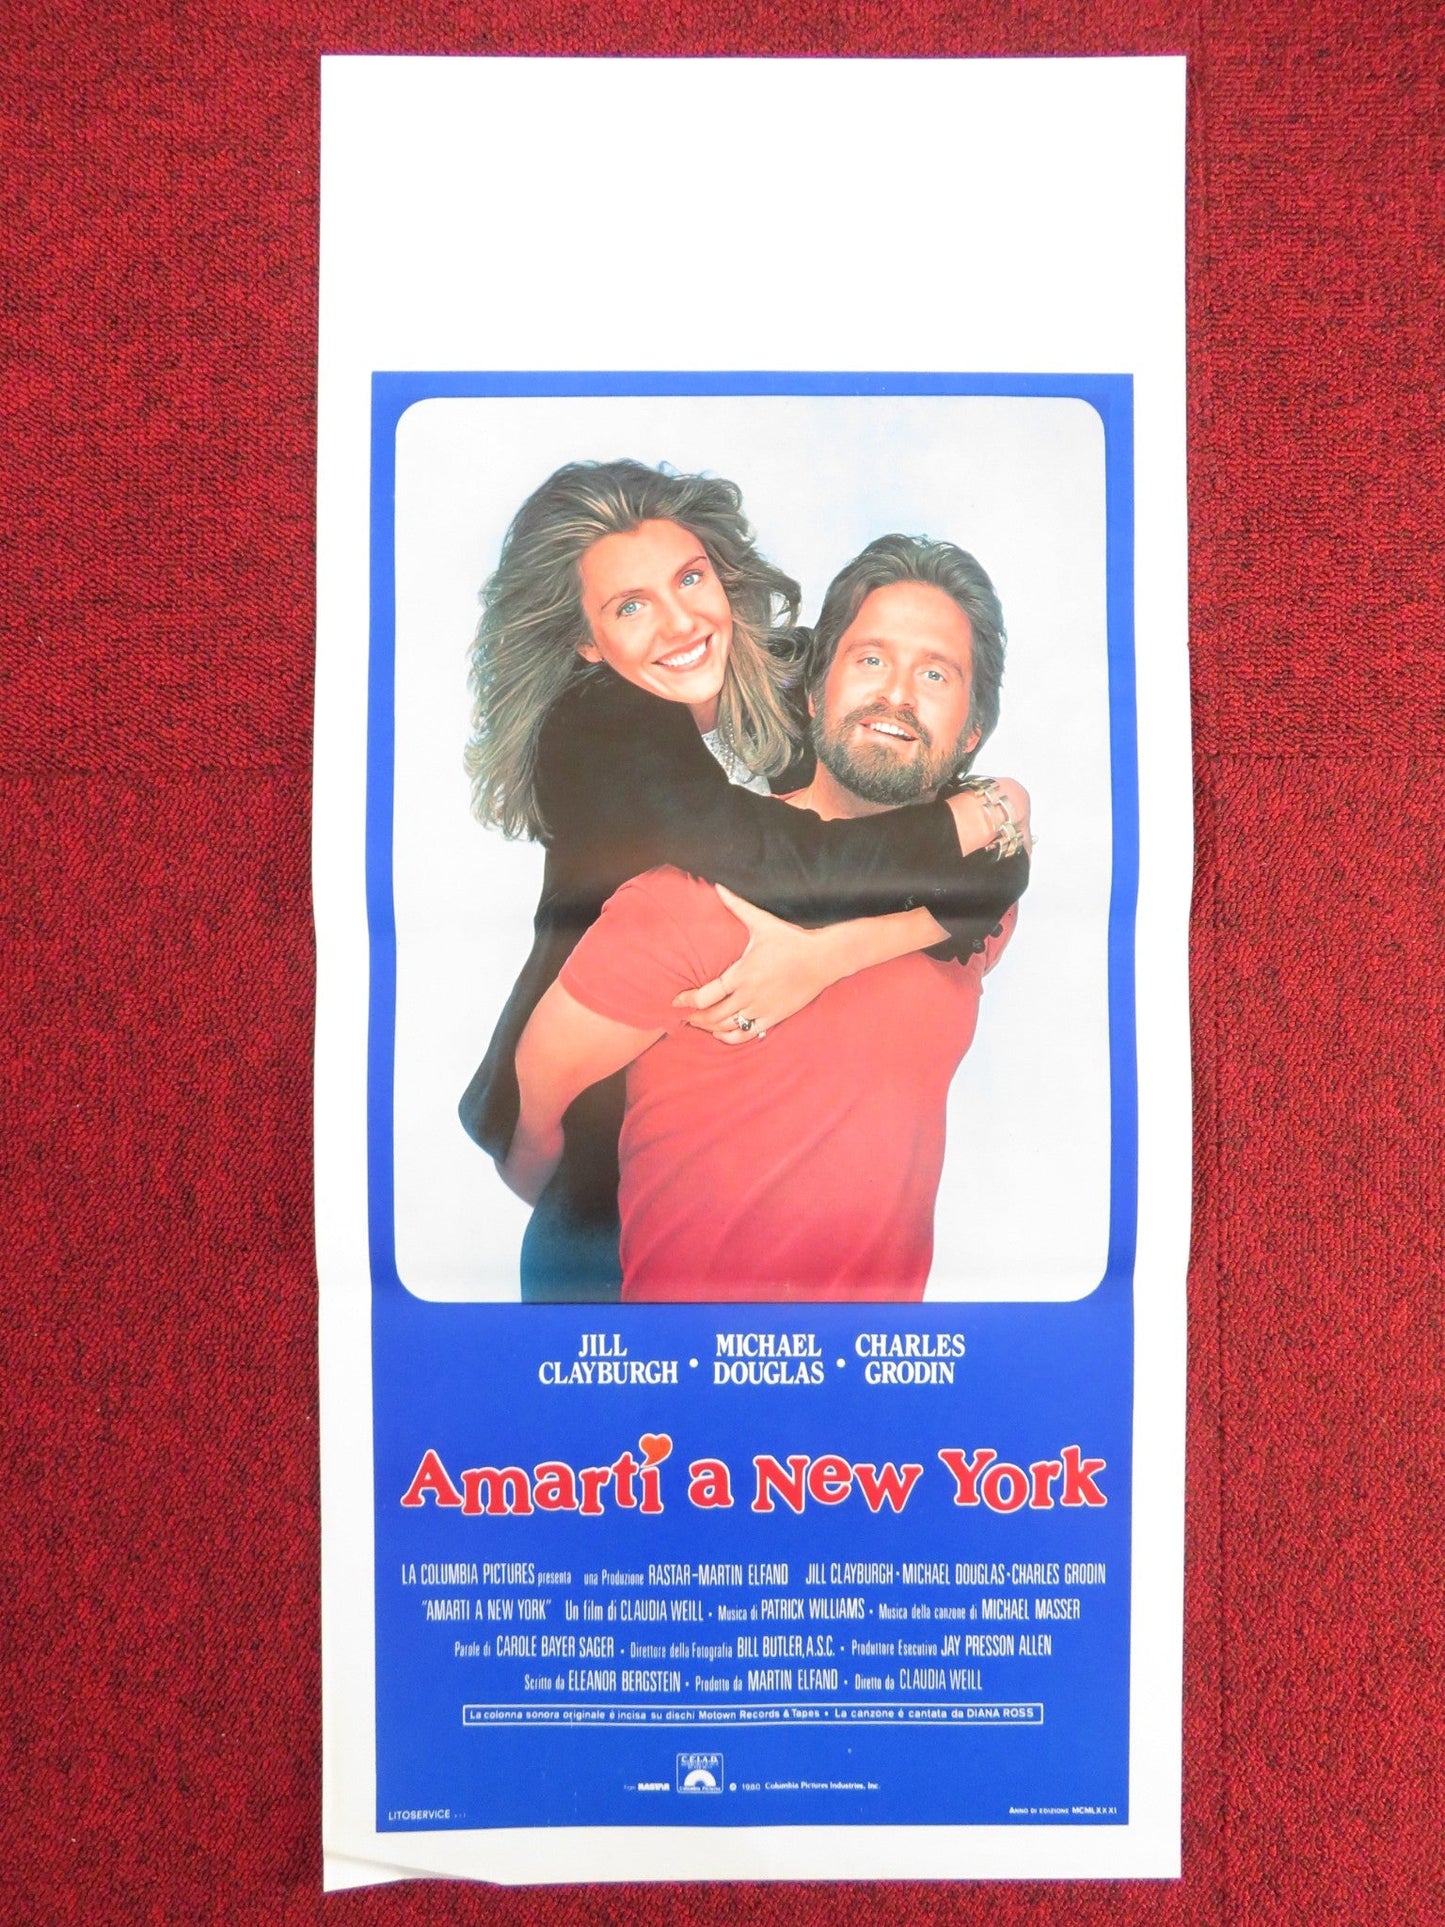 JILL CLAYBURGH • MICHAEL DOUGLAS • CHARLES GRODIN
Amarti a New York
LA COLUMBIA PICTURES presenta una Produzione RASTAR-MARTIN ELFAND JILL CLAYBURGH • MICHAEL DOUGLAS • CHARLES GRODIN
"AMARTI A NEW YORK" Un film di CLAUDIA WEILL • Musica di PATRICK WILLIAMS • Musica della canzone di MICHAEL MASSER
Parole di CAROLE BAYER SAGER • Direttore della Fotografia BILL BUTLER, A.S.C. • Produttore Esecutivo JAY PRESSON ALLEN
Scritto da ELEANOR BERGSTEIN • Prodotto da MARTIN ELFAND • Diretto da CLAUDIA WEILL
La colonna sonora originale è incisa su dischi Motown Records & Tapes • La canzone è cantata da DIANA ROSS
C.E.I.A.D.
RASTAR
Columbia Pictures
© 1980 Columbia Pictures Industries, Inc.
LITOSERVICE
ANNO DI EDIZIONE MCMLXXXI